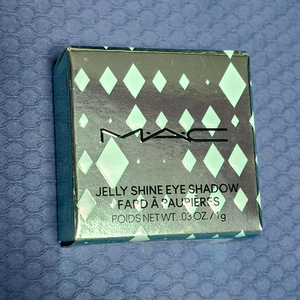 M·A·C
JELLY SHINE EYE SHADOW
FARD À PAUPIÈRES
POIDS NET WT. .03 OZ. / 1g